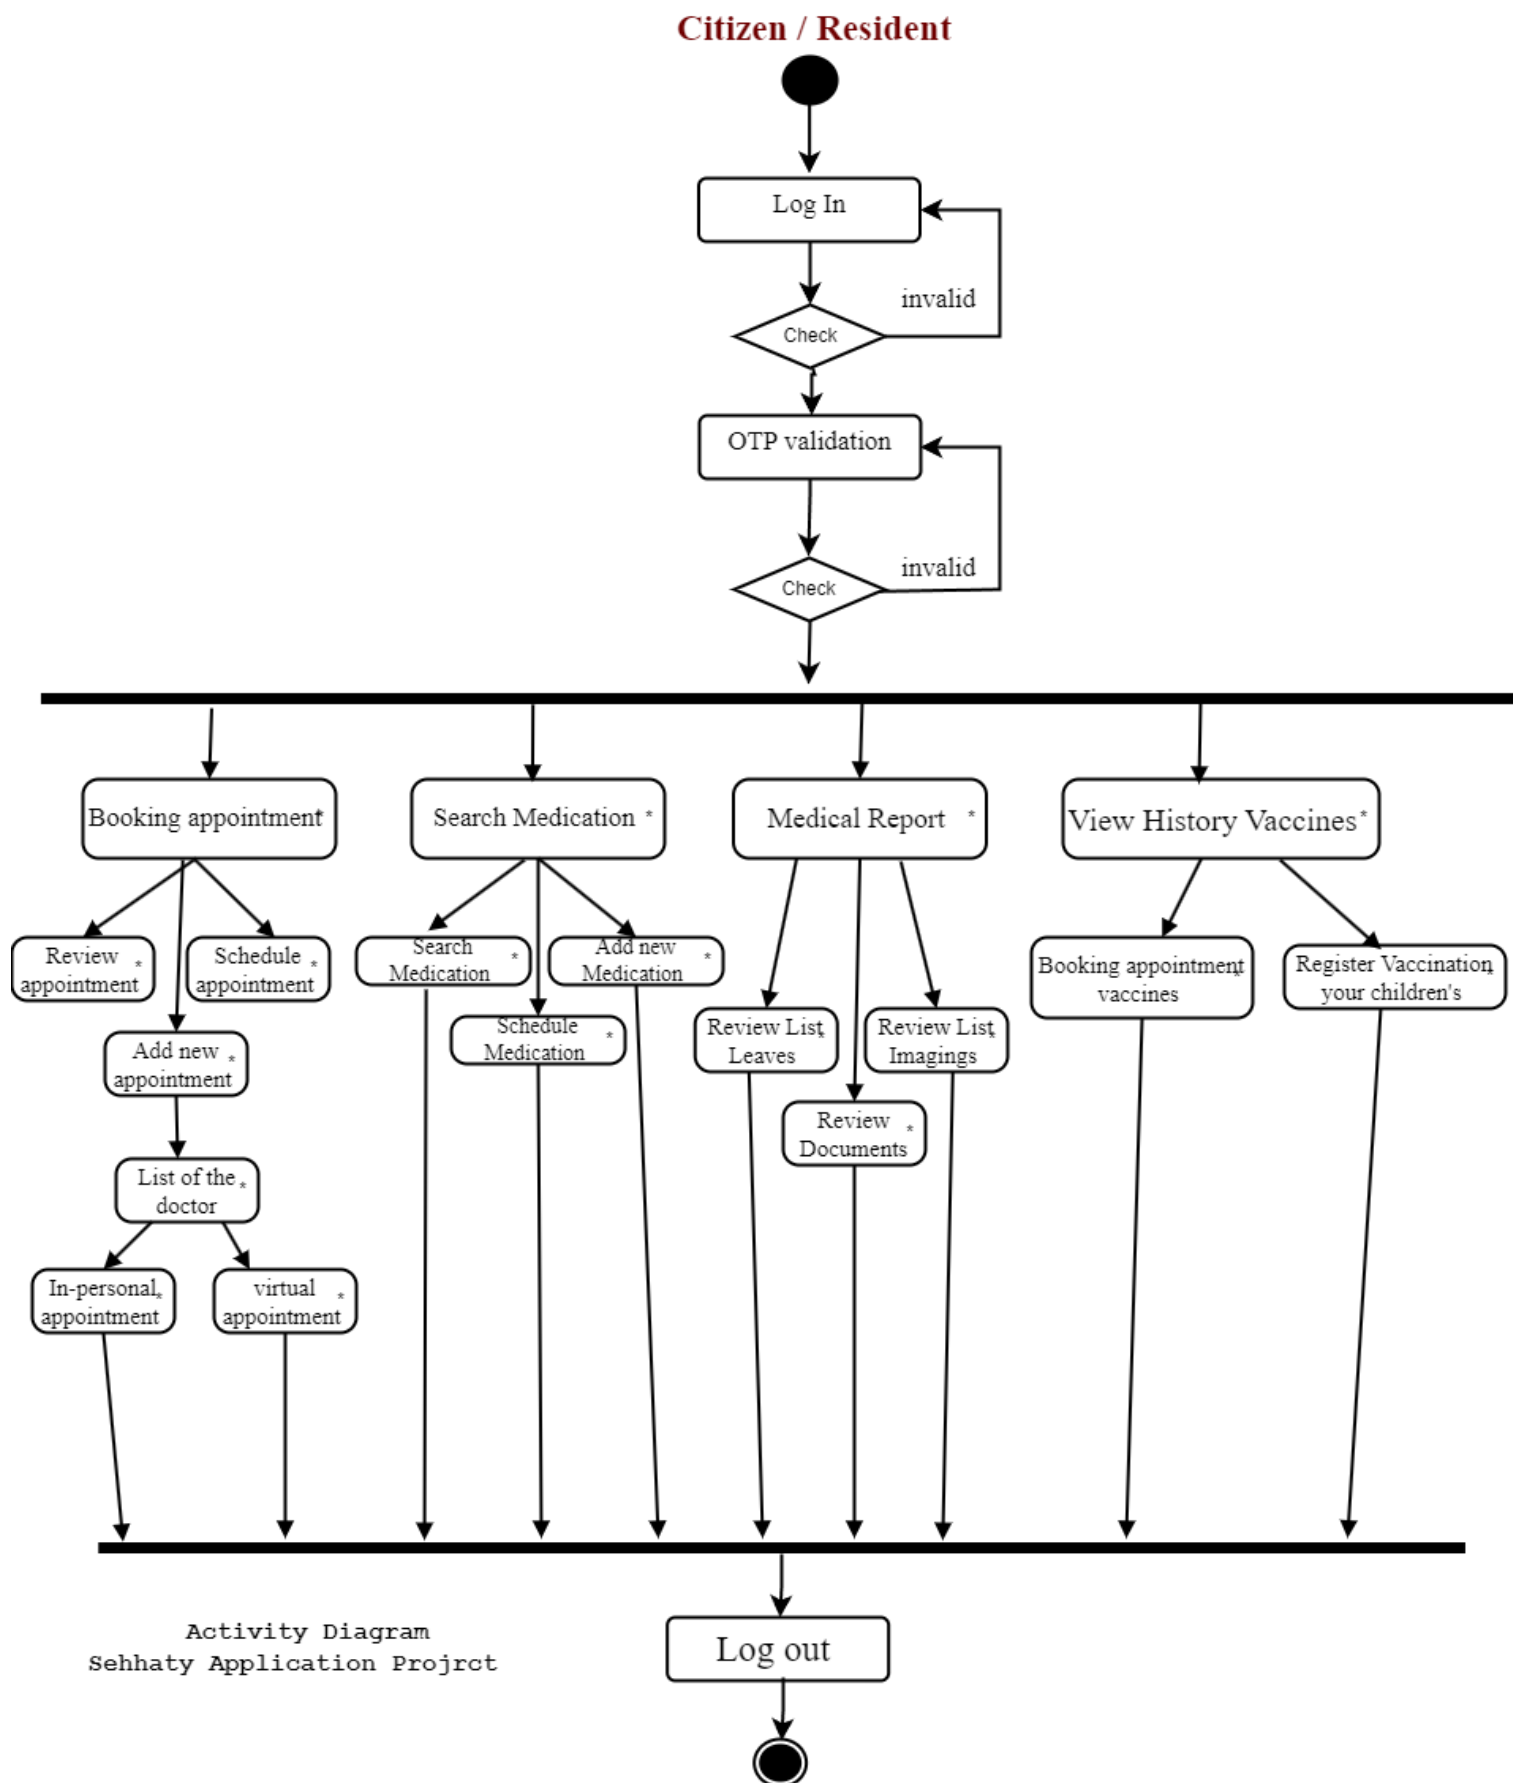 Citizen / Resident
Log In
invalid
Check
OTP validation
invalid
Check
Booking appointment*
Search Medication *
Medical Report *
View History Vaccines*
Review
appointment *
Schedule
appointment *
Search
Medication *
Add new
Medication *
Booking appointment
vaccines *
Register Vaccination
your children's *
Schedule
Medication *
Review List
Leaves *
Review List
Imagings *
Add new
appointment *
Review
Documents *
List of the
doctor *
In-personal
appointment *
virtual
appointment *
Activity Diagram
Sehhaty Application Projrct
Log out